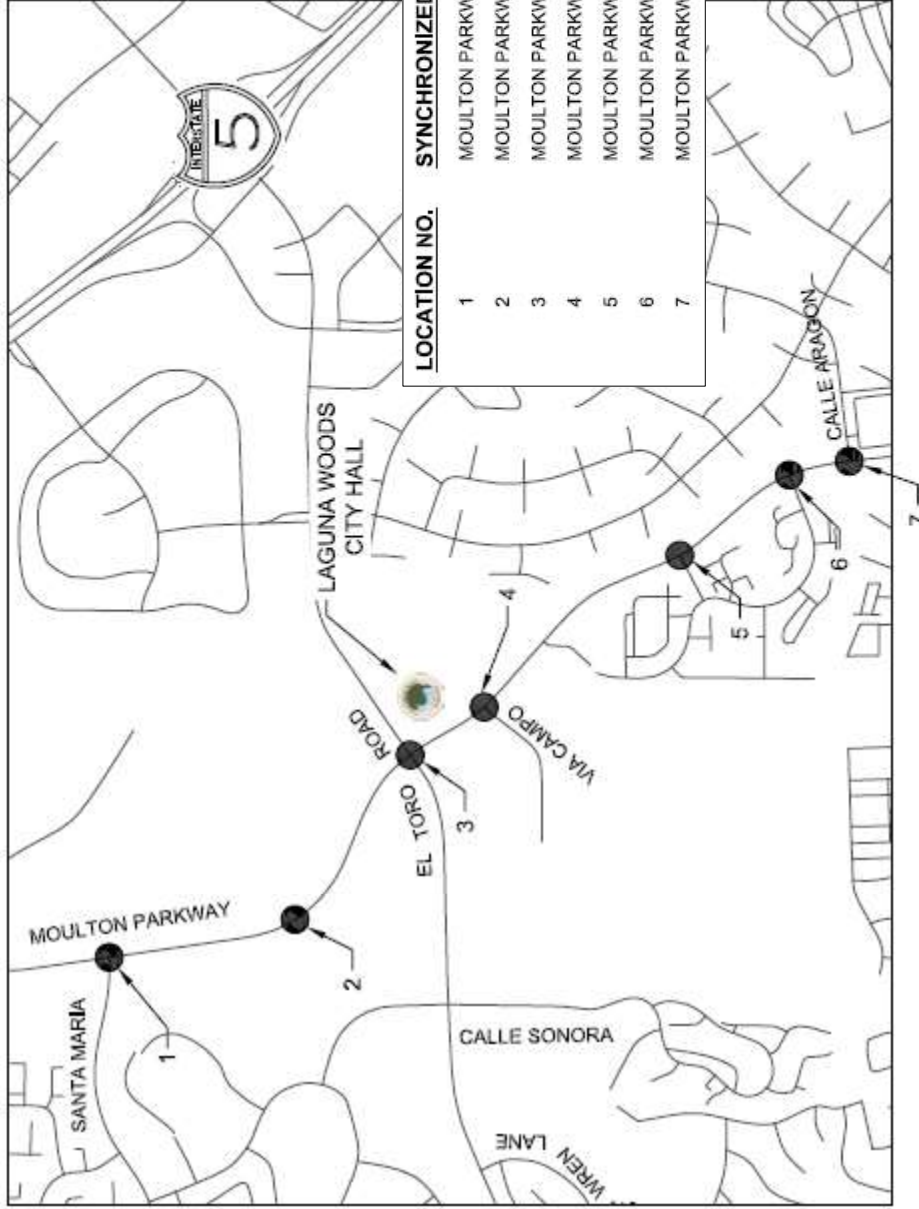 INTERSTATE
5
LOCATION NO. SYNCHRONIZED
1 MOULTON PARKW
2 MOULTON PARKW
3 MOULTON PARKW
4 MOULTON PARKW
5 MOULTON PARKW
6 MOULTON PARKW
7 MOULTON PARKW
LAGUNA WOODS
CITY HALL
CALLE ARAGON
ROAD
EL TORO
VIA CAMPO
MOULTON PARKWAY
SANTA MARIA
CALLE SONORA
WREN LANE
1
2
3
4
5
6
7